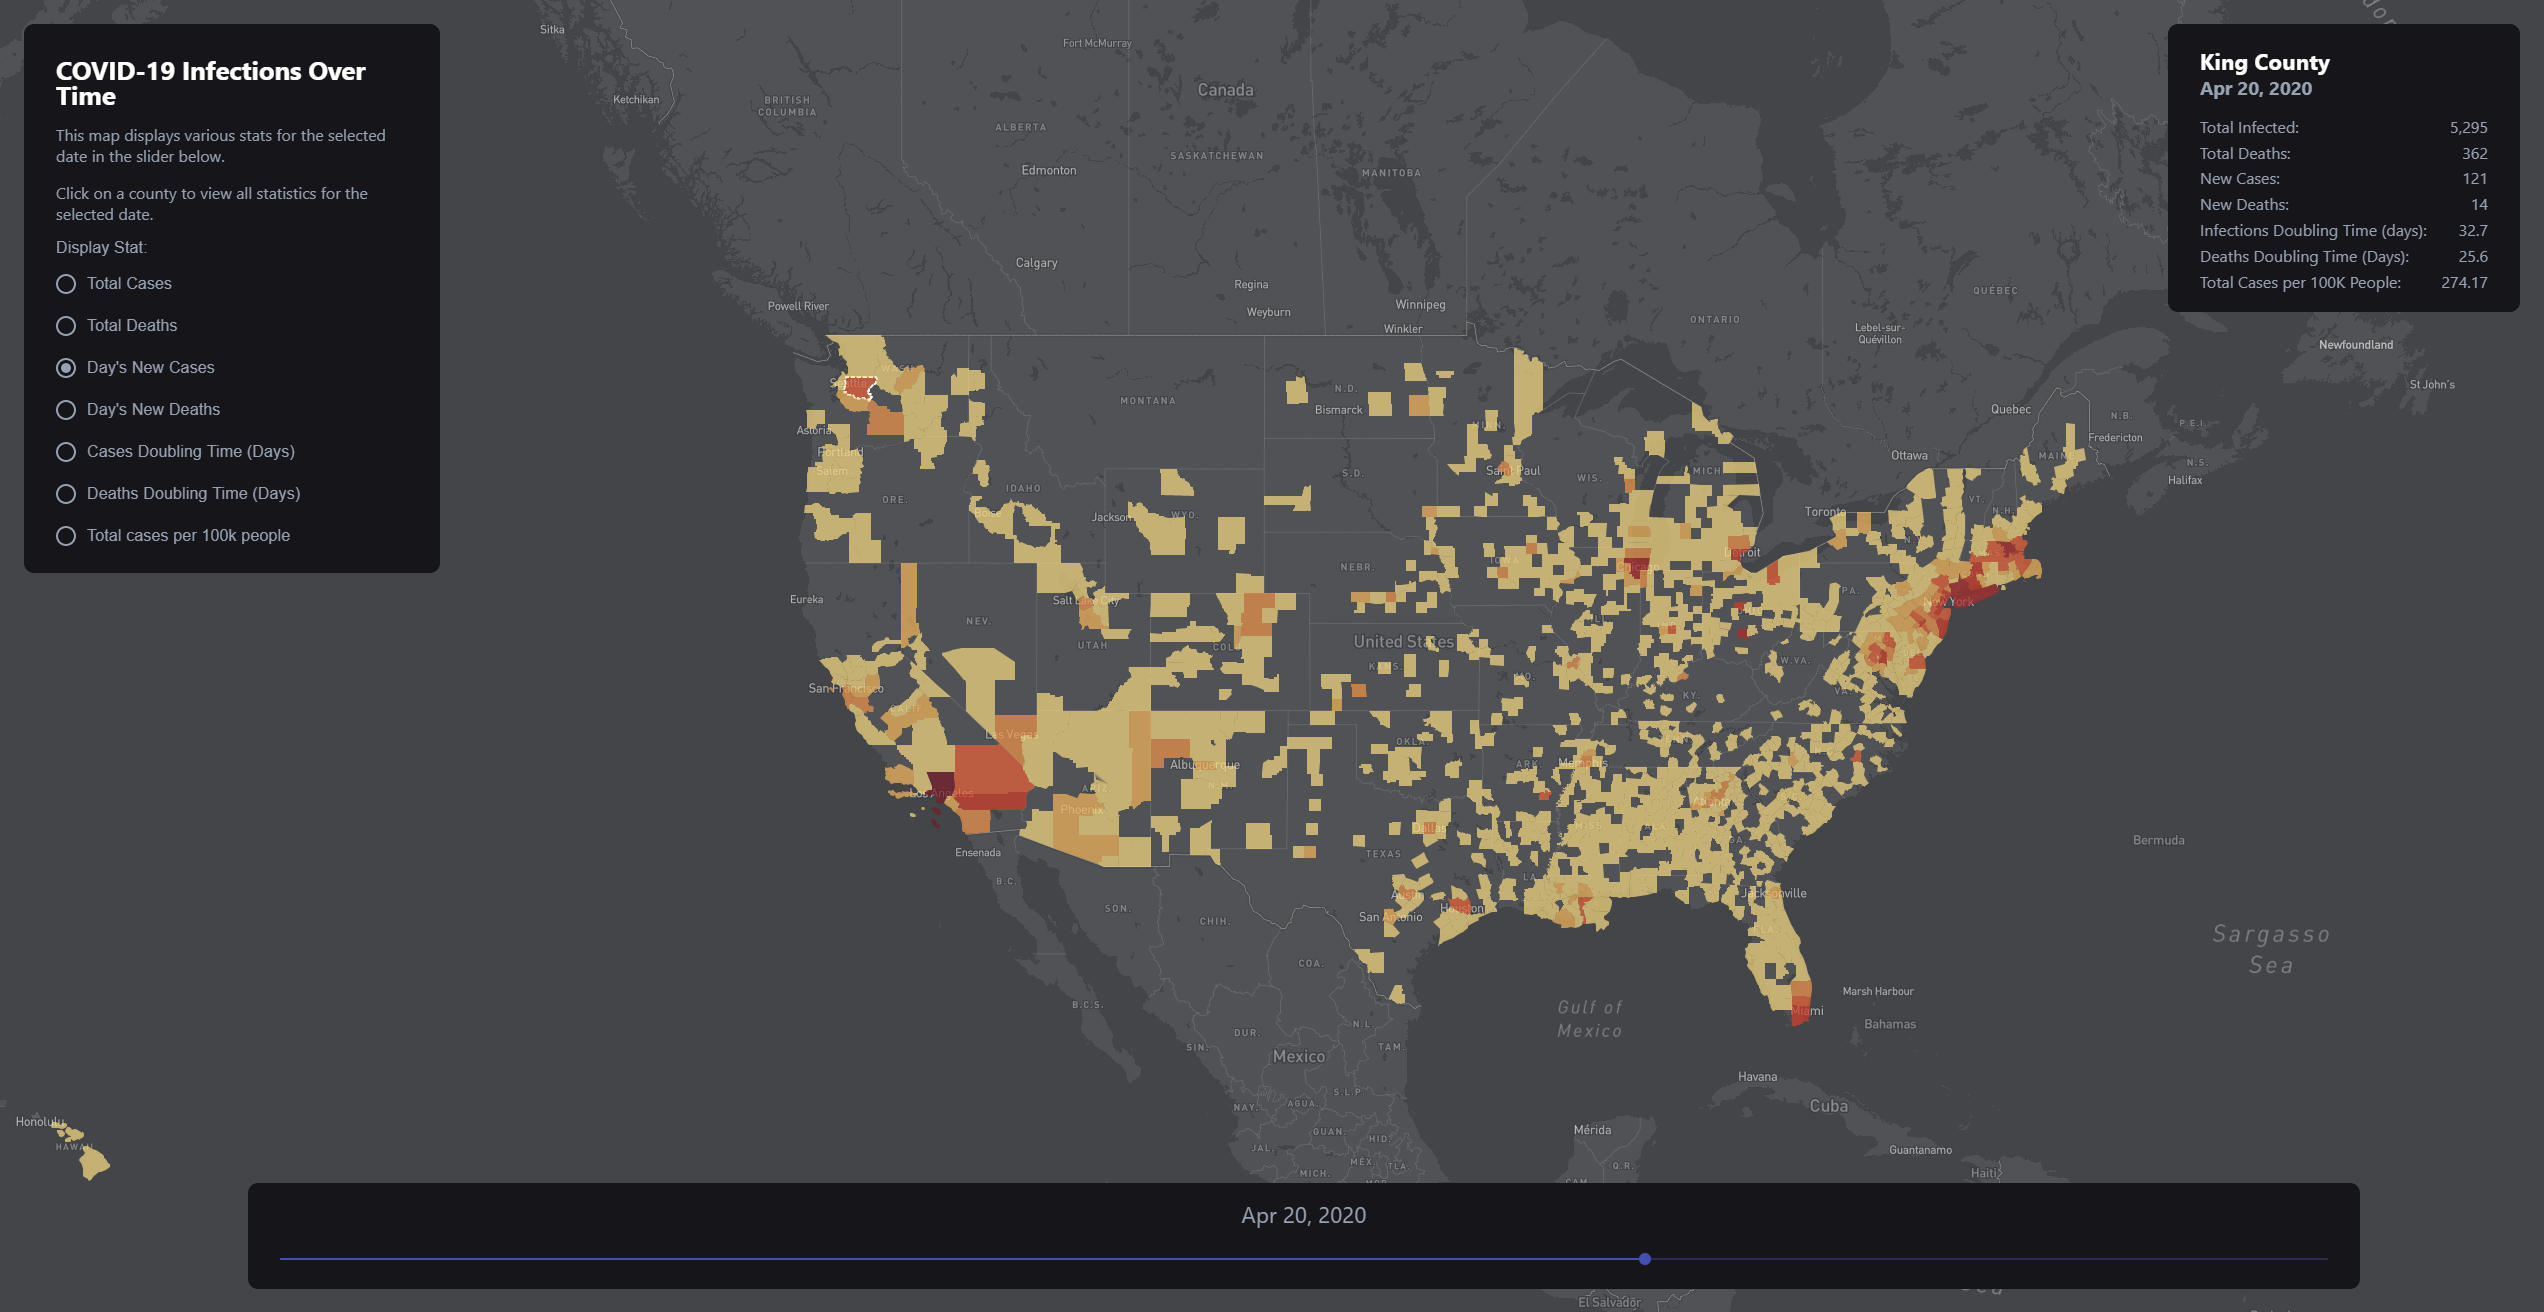 COVID-19 Infections Over
Time
This map displays various stats for the selected
date in the slider below.
Click on a county to view all statistics for the
selected date.
Display Stat:
Total Cases
Total Deaths
Day's New Cases
Day's New Deaths
Cases Doubling Time (Days)
Deaths Doubling Time (Days)
Total cases per 100k people
King County
Apr 20, 2020
Total Infected: 5,295
Total Deaths: 362
New Cases: 121
New Deaths: 14
Infections Doubling Time (days): 32.7
Deaths Doubling Time (Days): 25.6
Total Cases per 100K People: 274.17
Sitka
Fort McMurray
Ketchikan
Canada
BRITISH
COLUMBIA
ALBERTA
SASKATCHEWAN
Edmonton
MANITOBA
Calgary
Regina
QUÉBEC
Powell River
Winnipeg
Weyburn
ONTARIO
Winkler
Lebel-sur-
Quévillon
Newfoundland
St John's
Seattle
N.D.
MONTANA
Bismarck
Quebec
N.B.
P.E.I.
Astoria
MINN.
Fredericton
Portland
Ottawa
MAINE
N.S.
Salem
Saint Paul
MICH.
S.D.
WIS.
Halifax
IDAHO
ORE.
VT.
Boise
Jackson
WYO.
Toronto
N.H.
Detroit
IOWA
NEBR.
Chicago
PA.
Eureka
Salt Lake City
New York
NEV.
United States
UTAH
COL
KANS.
W.VA.
San Francisco
MO.
VA.
KY.
CALIF.
Las Vegas
OKLA.
N.C.
Albuquerque
ARK.
Memphis
Los Angeles
ARIZ.
N.M.
Phoenix
Atlanta
Dallas
MISS.
ALA.
GA.
Ensenada
TEXAS
Bermuda
B.C.
LA.
Austin
Jacksonville
SON.
Houston
CHIH.
San Antonio
FLA.
Sargasso
Sea
COA.
Marsh Harbour
B.C.S.
Gulf of
Mexico
Miami
Bahamas
N.L.
DUR.
SIN.
TAM.
Mexico
Havana
S.L.P.
NAY.
AGUA.
Cuba
Honolulu
HAWAII
GUAN.
HID.
Mérida
JAL.
Guantanamo
MÉX.
TLA.
Q.R.
MICH.
Haiti
CAM.
Apr 20, 2020
El Salvador